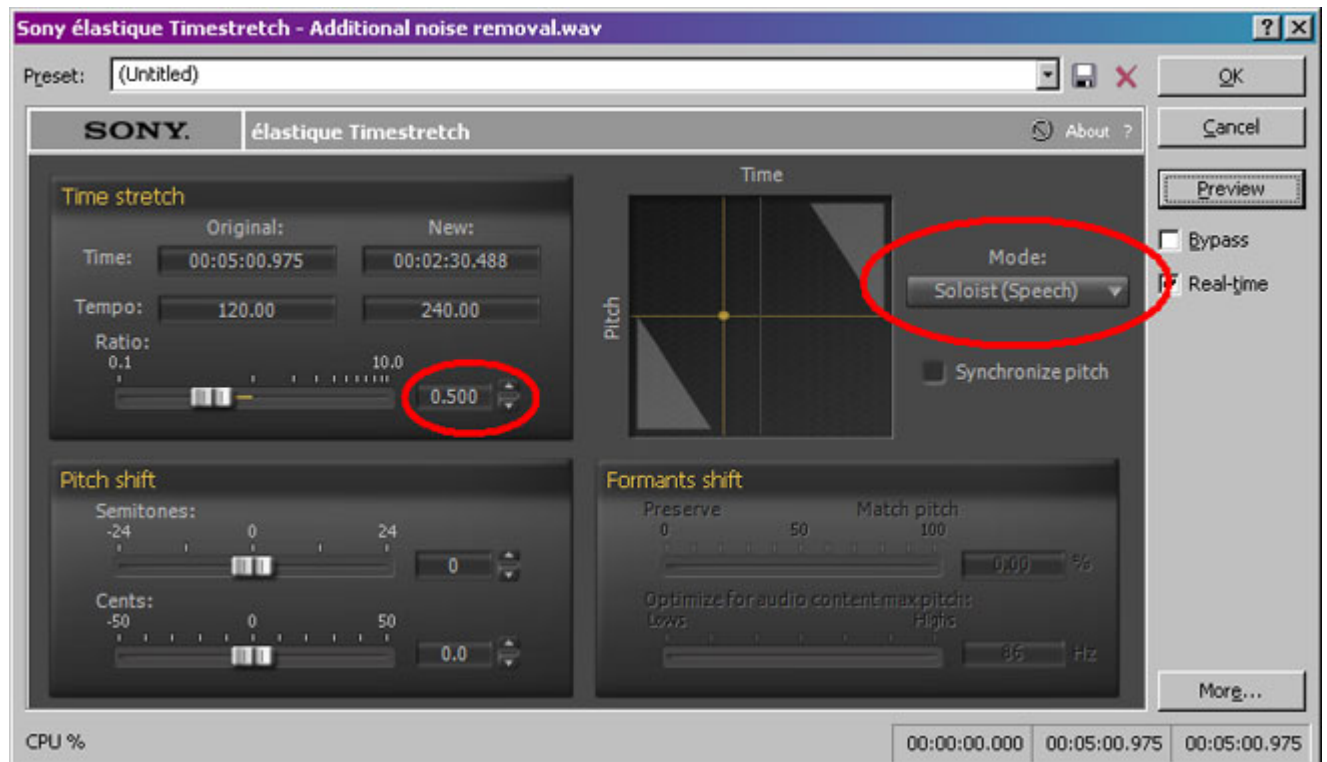 Sony élastique Timestretch - Additional noise removal.wav
Preset: (Untitled)
OK
SONY. élastique Timestretch About ?
Cancel
Time stretch
Original: New:
Time: 00:05:00.975 00:02:30.488
Tempo: 120.00 240.00
Ratio:
0.1 10.0
0.500
Time
Pitch
Mode:
Soloist (Speech)
Synchronize pitch
Preview
Bypass
Real-time
Pitch shift
Semitones:
-24 0 24
0
Cents:
-50 0 50
0.0
Formants shift
Preserve Match pitch
0 50 100
0.00 %
Optimize for audio content max pitch:
Lows Highs
86 Hz
More...
CPU % 00:00:00.000 00:05:00.975 00:05:00.975